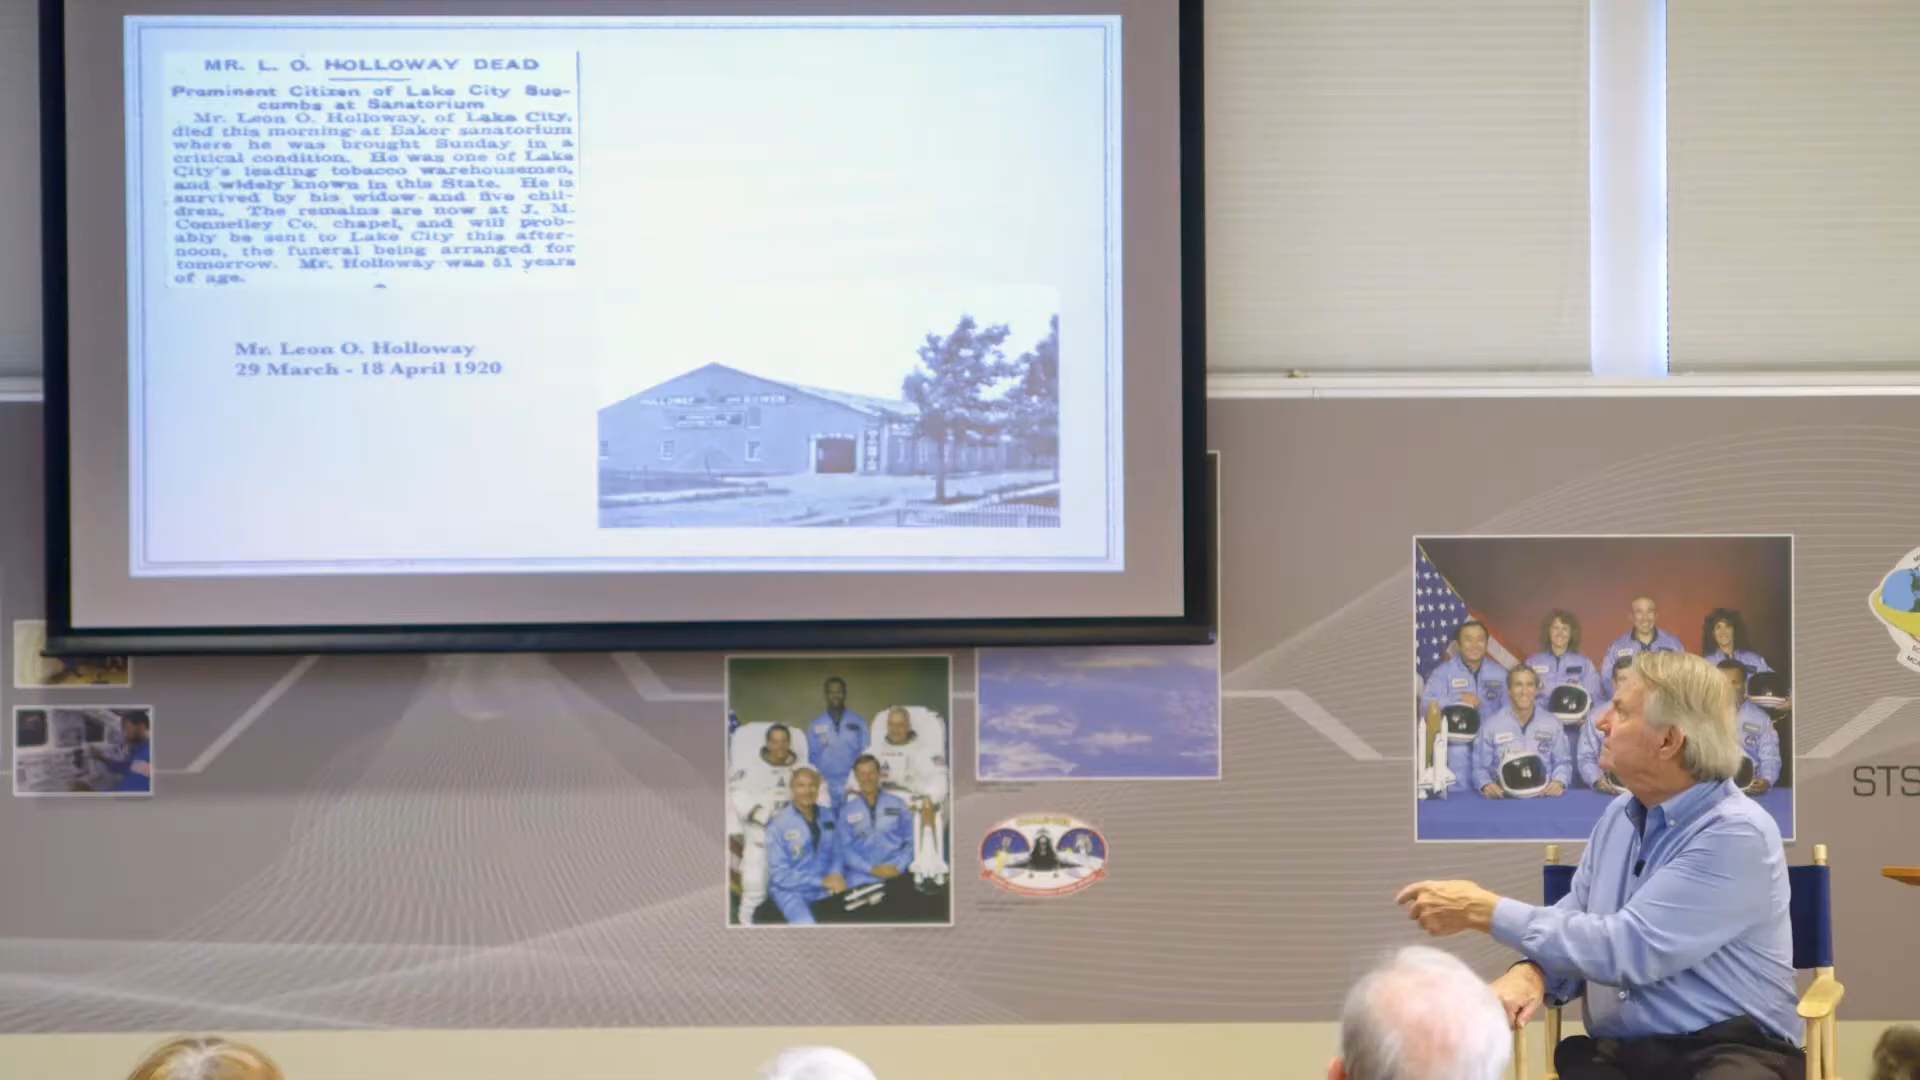 MR. L. O. HOLLOWAY DEAD
Prominent Citizen of Lake City Suc-
cumbs at Sanatorium
Mr. Leon O. Holloway, of Lake City,
died this morning at Baker sanatorium
where he was brought Sunday in a
critical condition. He was one of Lake
City's leading tobacco warehousemen,
and widely known in this State. He is
survived by his widow and five chil-
dren. The remains are now at J. M.
Connelley Co. chapel, and will prob-
ably be sent to Lake City this after-
noon, the funeral being arranged for
tomorrow. Mr. Holloway was 51 years
of age.
Mr. Leon O. Holloway
29 March - 18 April 1920
HOLLOWAY AND BOWEN
STS